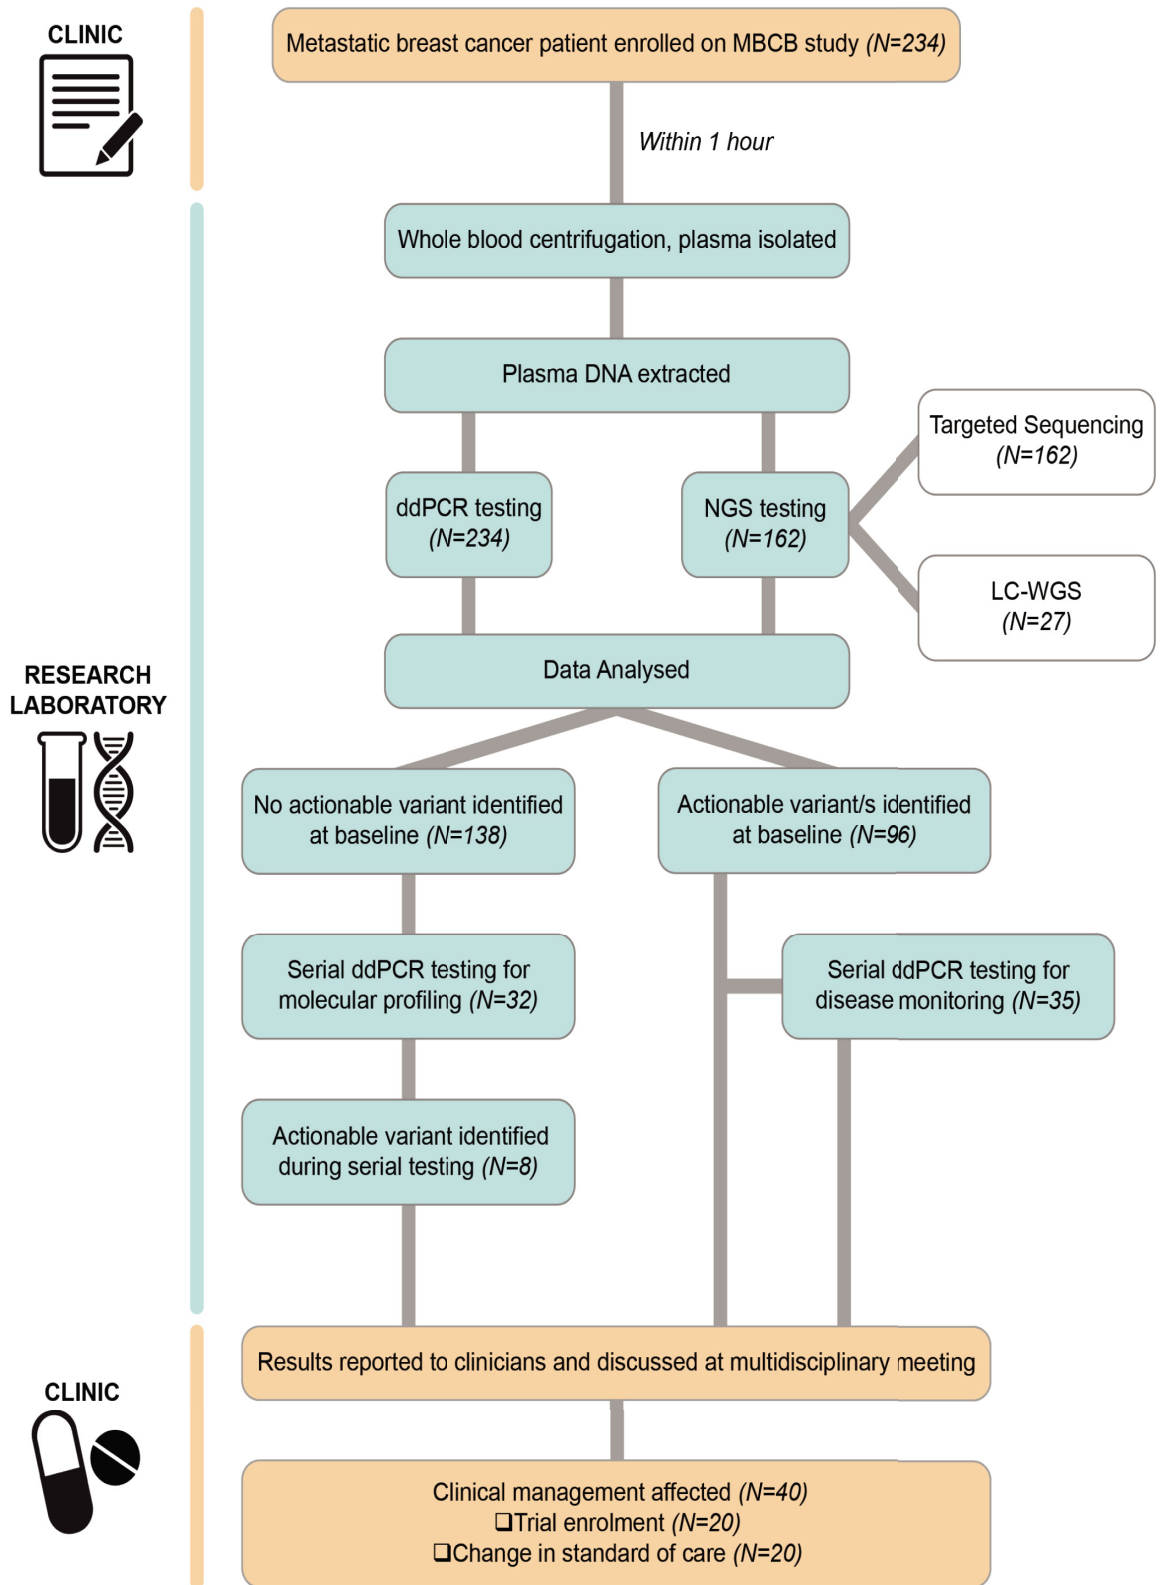 CLINIC
Metastatic breast cancer patient enrolled on MBCB study (N=234)
Within 1 hour
Whole blood centrifugation, plasma isolated
Plasma DNA extracted
Targeted Sequencing
(N=162)
ddPCR testing
(N=234)
NGS testing
(N=162)
LC-WGS
(N=27)
Data Analysed
RESEARCH
LABORATORY
No actionable variant identified
at baseline (N=138)
Actionable variant/s identified
at baseline (N=96)
Serial ddPCR testing for
molecular profiling (N=32)
Serial ddPCR testing for
disease monitoring (N=35)
Actionable variant identified
during serial testing (N=8)
Results reported to clinicians and discussed at multidisciplinary meeting
CLINIC
Clinical management affected (N=40)
❑Trial enrolment (N=20)
❑Change in standard of care (N=20)